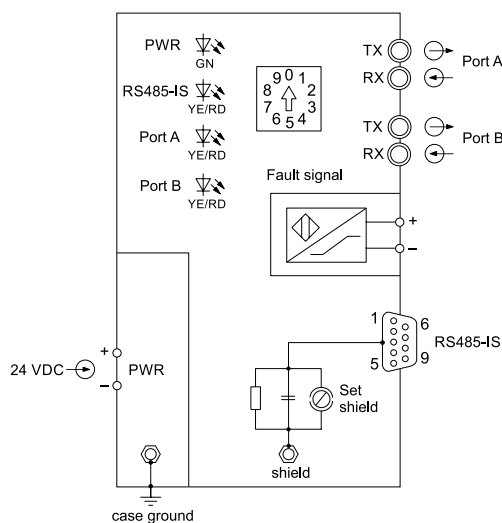 PWR
GN
RS485-IS
YE/RD
Port A
YE/RD
Port B
YE/RD
9 0 1
8 2
7 3
6 5 4
TX
RX
Port A
TX
RX
Port B
Fault signal
+
–
1
6
5
9
RS485-IS
24 VDC
+
–
PWR
Set
shield
shield
case ground